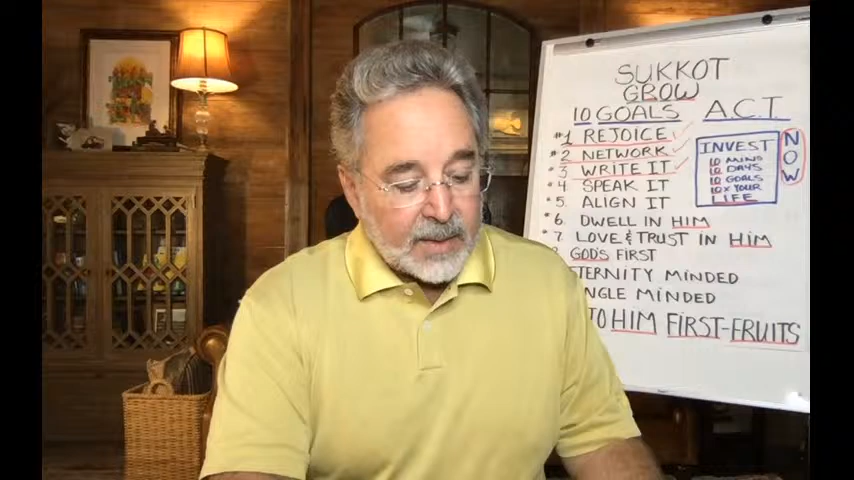 SUKKOT
GROW
10 GOALS A.C.T
#1 REJOICE
#2 NETWORK
#3 WRITE IT
#4 SPEAK IT
#5. ALIGN IT
#6. DWELL IN HIM
#7. LOVE & TRUST IN HIM
GOD'S FIRST
TERNITY MINDED
NGLE MINDED
TO HIM FIRST-FRUITS
INVEST
10 MINS
10 DAYS
10 GOALS
10X YOUR
LIFE
NOW